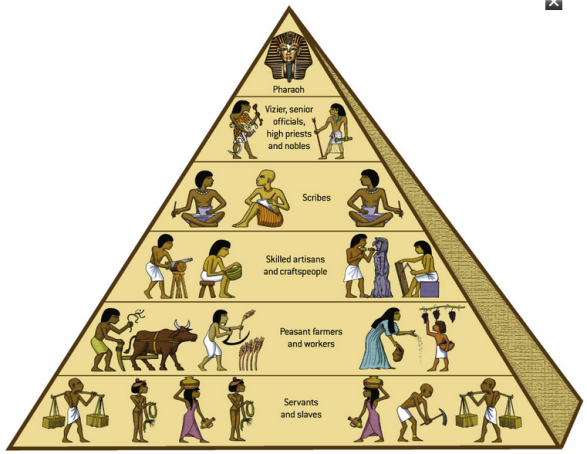 Pharaoh
Vizier, senior
officials,
high priests
and nobles
Scribes
Skilled artisans
and craftspeople
Peasant farmers
and workers
Servants
and slaves